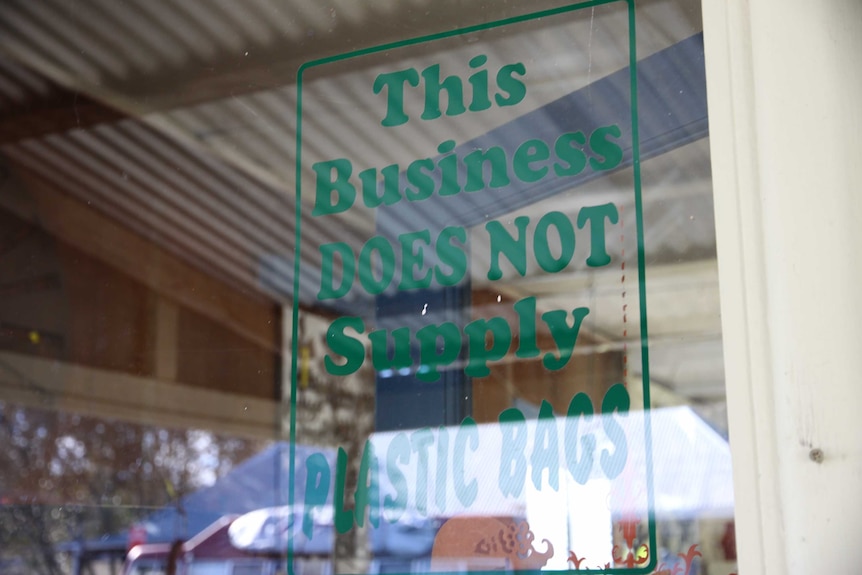 This
Business
DOES NOT
Supply
PLASTIC BAGS